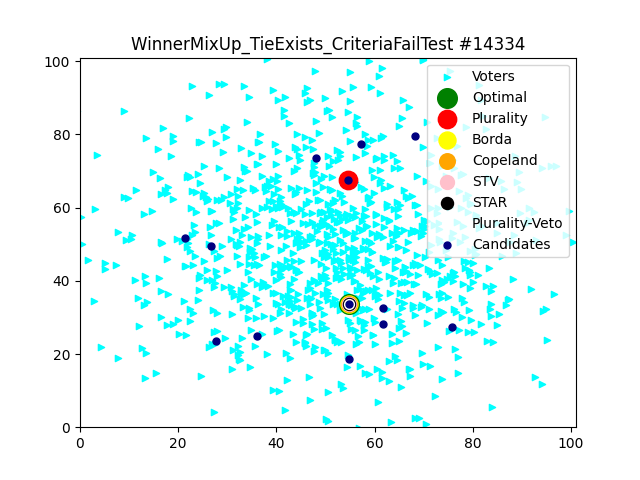 WinnerMixUp_TieExists_CriteriaFailTest #14334
100
80
60
40
20
0
0
20
40
60
80
100
Voters
Optimal
Plurality
Borda
Copeland
STV
STAR
Plurality-Veto
Candidates